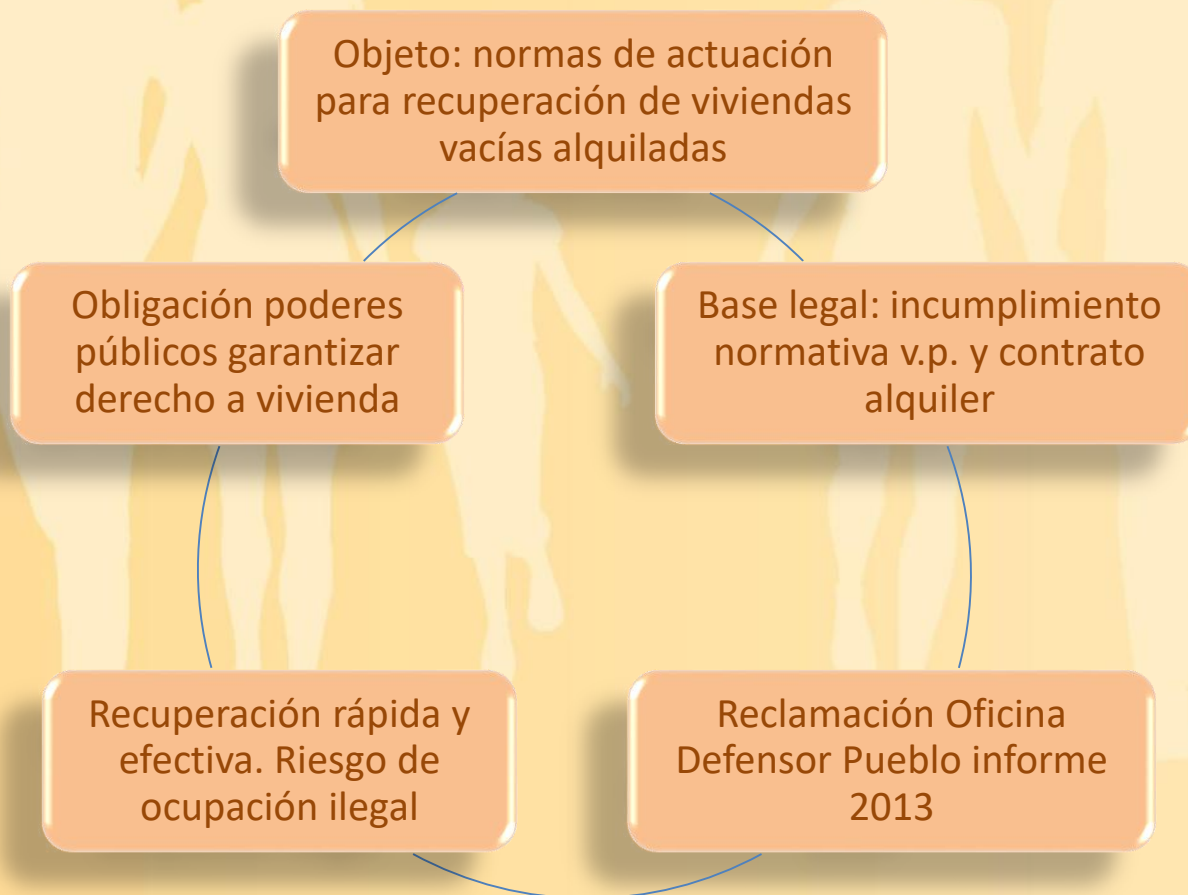 Objeto: normas de actuación
para recuperación de viviendas
vacías alquiladas
Obligación poderes
públicos garantizar
derecho a vivienda
Base legal: incumplimiento
normativa v.p. y contrato
alquiler
Recuperación rápida y
efectiva. Riesgo de
ocupación ilegal
Reclamación Oficina
Defensor Pueblo informe
2013